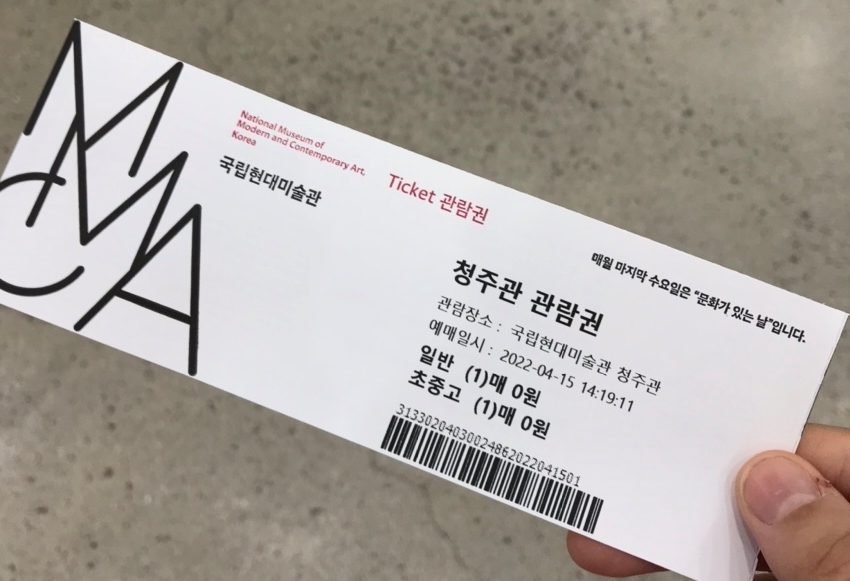 MMCA
National Museum of
Modern and Contemporary Art,
Korea
국립현대미술관
Ticket 관람권
매월 마지막 수요일은 "문화가 있는 날"입니다.
청주관 관람권
관람장소 : 국립현대미술관 청주관
예매일시 : 2022-04-15 14:19:11
일반 (1)매 0원
초중고 (1)매 0원
31330204030024862022041501